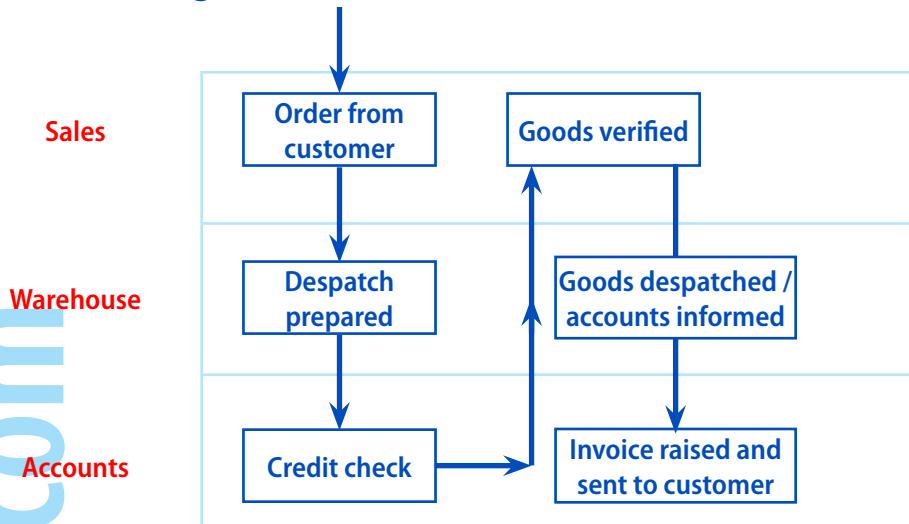 Sales
Order from
customer
Goods verified
Warehouse
Despatch
prepared
Goods despatched /
accounts informed
Accounts
Credit check
Invoice raised and
sent to customer
com